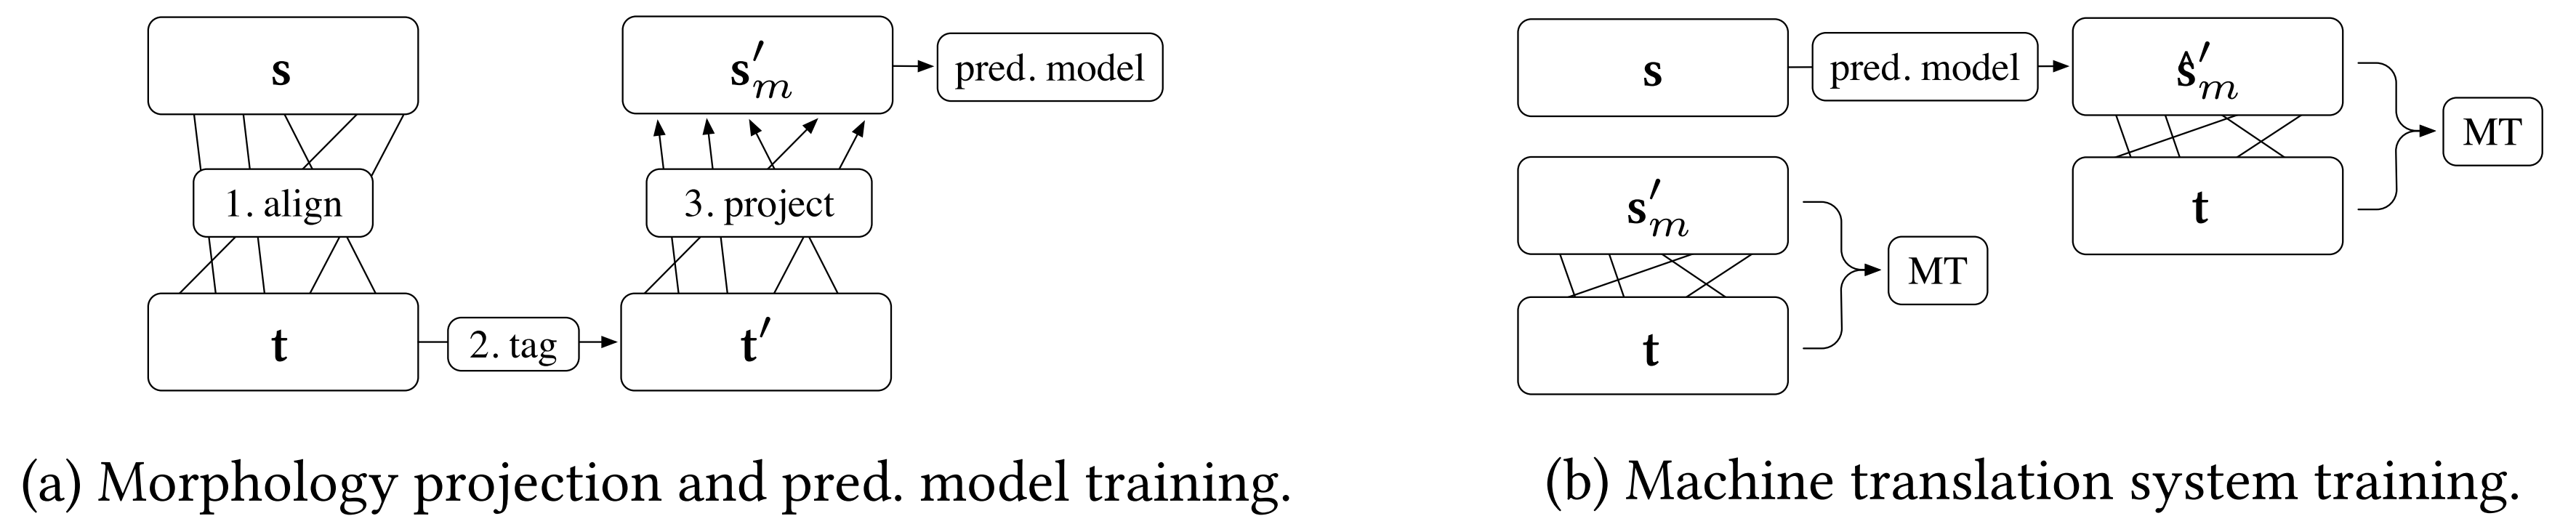 s
1. align
t
2. tag
s′m
pred. model
3. project
t′
(a) Morphology projection and pred. model training.
s
pred. model
ŝ′m
t
MT
s′m
t
MT
(b) Machine translation system training.